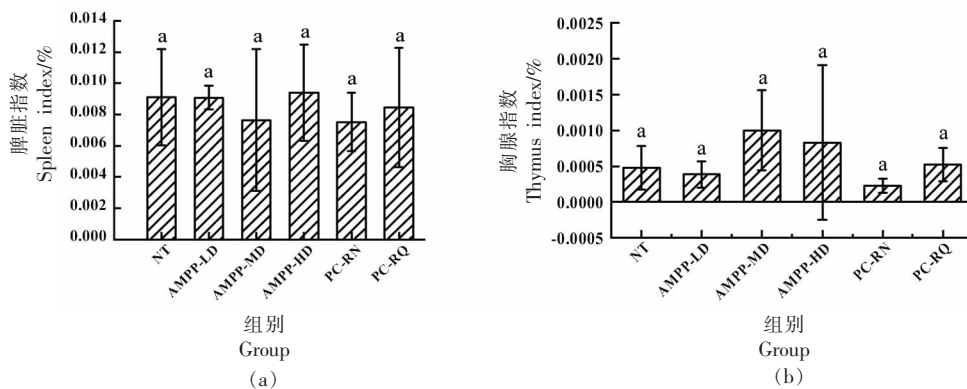 0.014
0.012
0.010
0.008
0.006
0.004
0.002
0.000
脾脏指数
Spleen index/%
a
a
a
a
a
a
NT
AMPP-LD
AMPP-MD
AMPP-HD
PC-RN
PC-RQ
组别
Group
(a)
0.0025
0.0020
0.0015
0.0010
0.0005
0.0000
-0.0005
胸腺指数
Thymus index/%
a
a
a
a
a
a
NT
AMPP-LD
AMPP-MD
AMPP-HD
PC-RN
PC-RQ
组别
Group
(b)